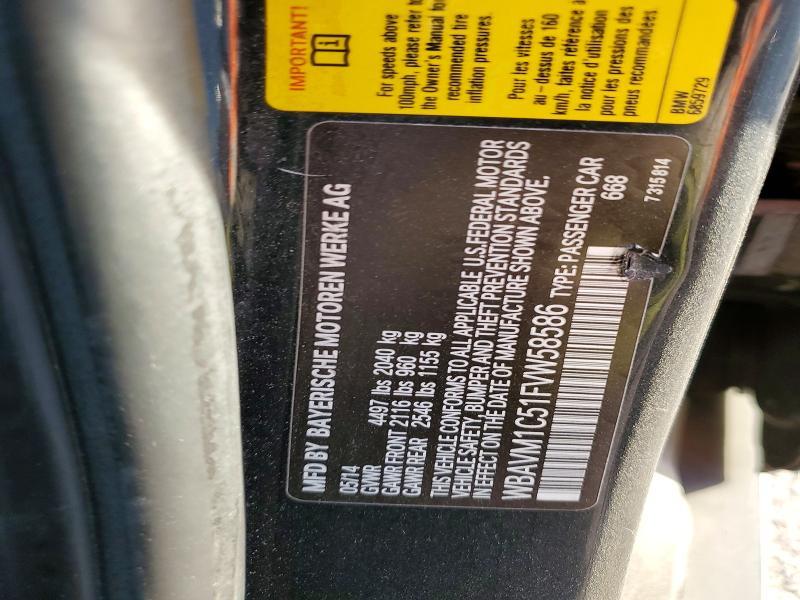 IMPORTANT!
For speeds above
100mph, please refer to
the Owner's Manual for
recommended tire
inflation pressures.
Pour les vitesses
au - dessus de 160
km/h, faites référence à
la notice d'utilisation
pour les pressions des
pneus recommandées.
BMW
6859729
MFD BY BAYERISCHE MOTOREN WERKE AG
05/14
GVWR 4497 lbs 2040 kg
GAWR FRONT 2116 lbs 960 kg
GAWR REAR 2546 lbs 1155 kg
THIS VEHICLE CONFORMS TO ALL APPLICABLE U.S.FEDERAL MOTOR
VEHICLE SAFETY, BUMPER AND THEFT PREVENTION STANDARDS
IN EFFECT ON THE DATE OF MANUFACTURE SHOWN ABOVE.
WBAVM1C51FVW58586 TYPE: PASSENGER CAR
668
7 315 814